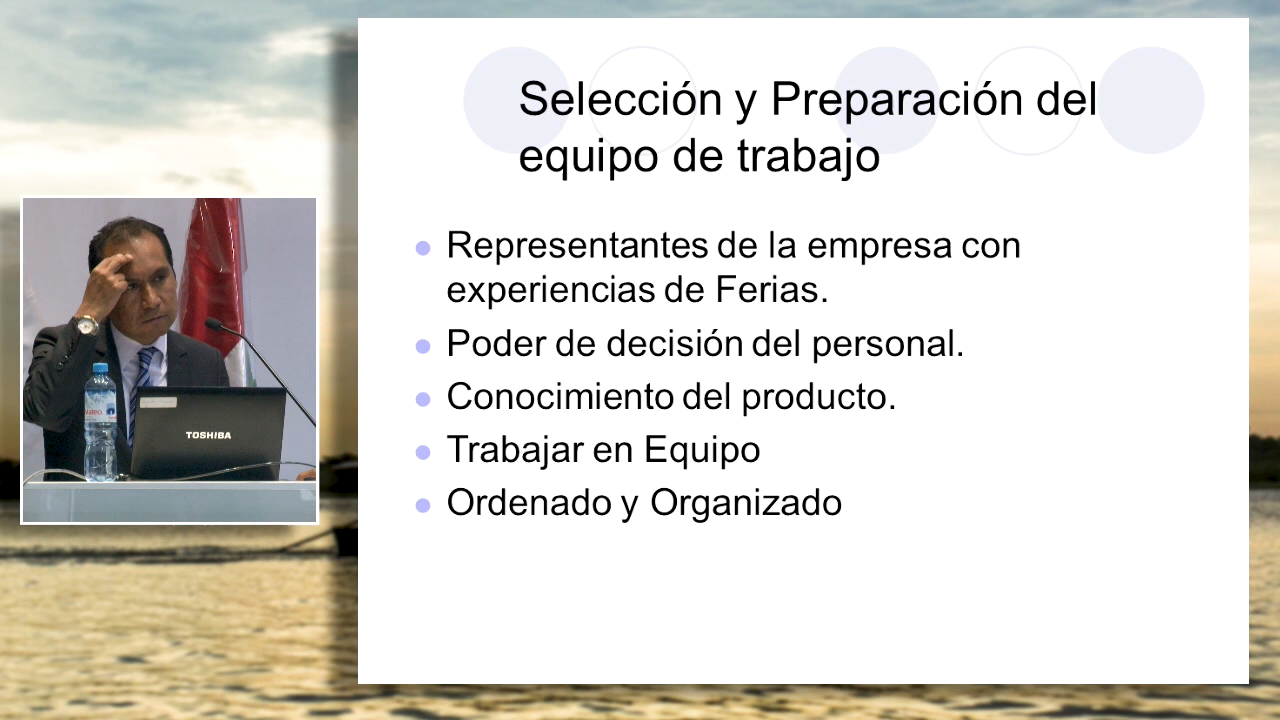 Selección y Preparación del
equipo de trabajo
Representantes de la empresa con
experiencias de Ferias.
Poder de decisión del personal.
Conocimiento del producto.
Trabajar en Equipo
Ordenado y Organizado
TOSHIBA